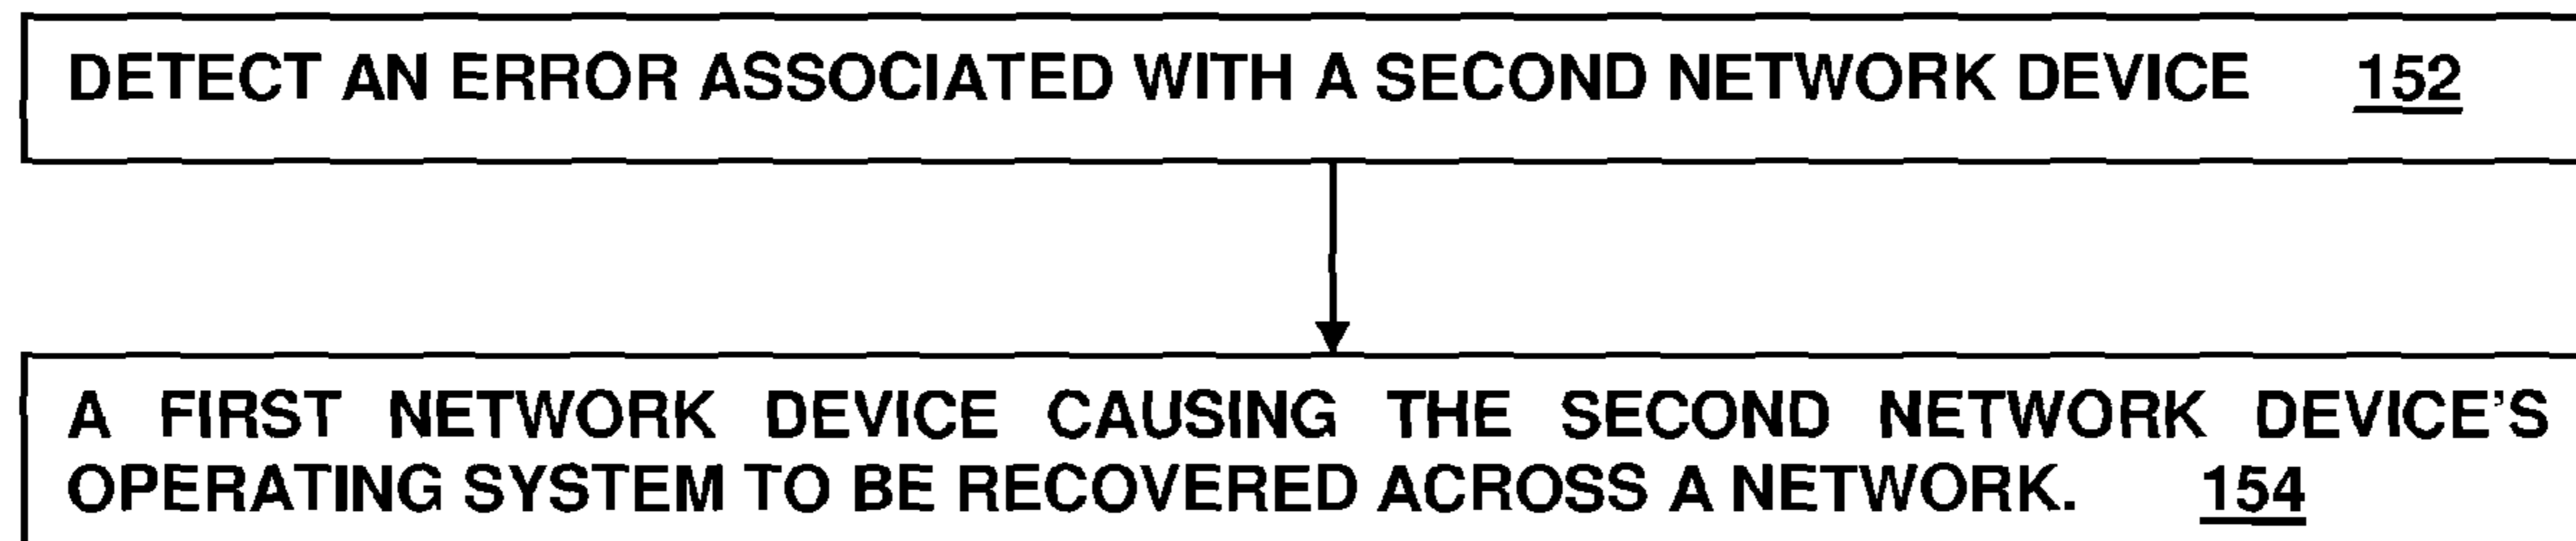 DETECT AN ERROR ASSOCIATED WITH A SECOND NETWORK DEVICE 152
A FIRST NETWORK DEVICE CAUSING THE SECOND NETWORK DEVICE'S
OPERATING SYSTEM TO BE RECOVERED ACROSS A NETWORK. 154